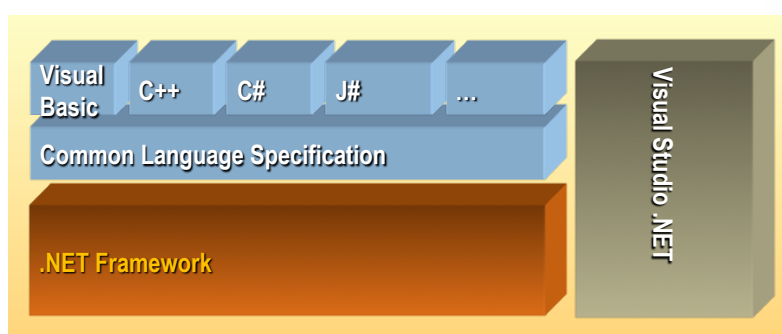 Visual
Basic
C++
C#
J#
...
Common Language Specification
.NET Framework
Visual Studio .NET